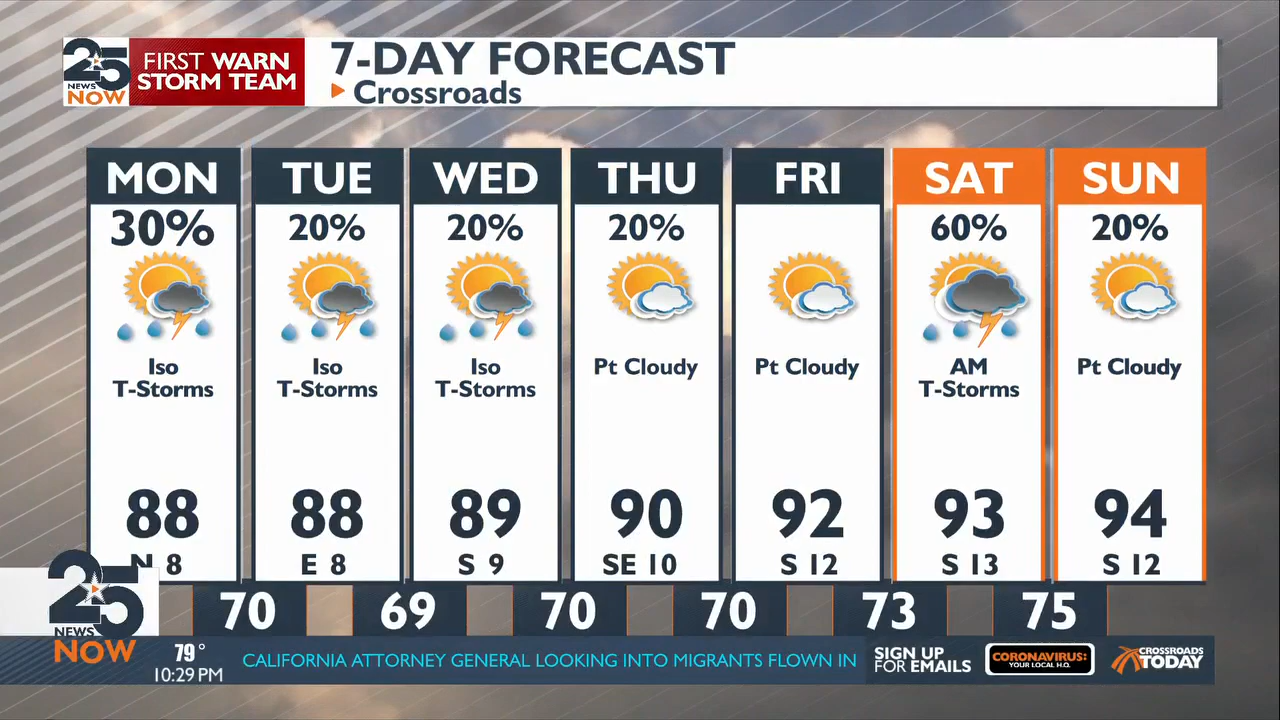 25
NEWS
NOW
FIRST WARN
STORM TEAM
7-DAY FORECAST
Crossroads
MON TUE WED THU FRI SAT SUN
30% 20% 20% 20% 60% 20%
Iso
T-Storms
Iso
T-Storms
Iso
T-Storms
Pt Cloudy
Pt Cloudy
AM
T-Storms
Pt Cloudy
88 88 89 90 92 93 94
N 8 E 8 S 9 SE 10 S 12 S 13 S 12
70 69 70 70 73 75
25
NEWS
NOW
79°
10:29 PM
CALIFORNIA ATTORNEY GENERAL LOOKING INTO MIGRANTS FLOWN IN
SIGN UP
FOR EMAILS
CORONAVIRUS:
YOUR LOCAL H.Q.
CROSSROADS
TODAY